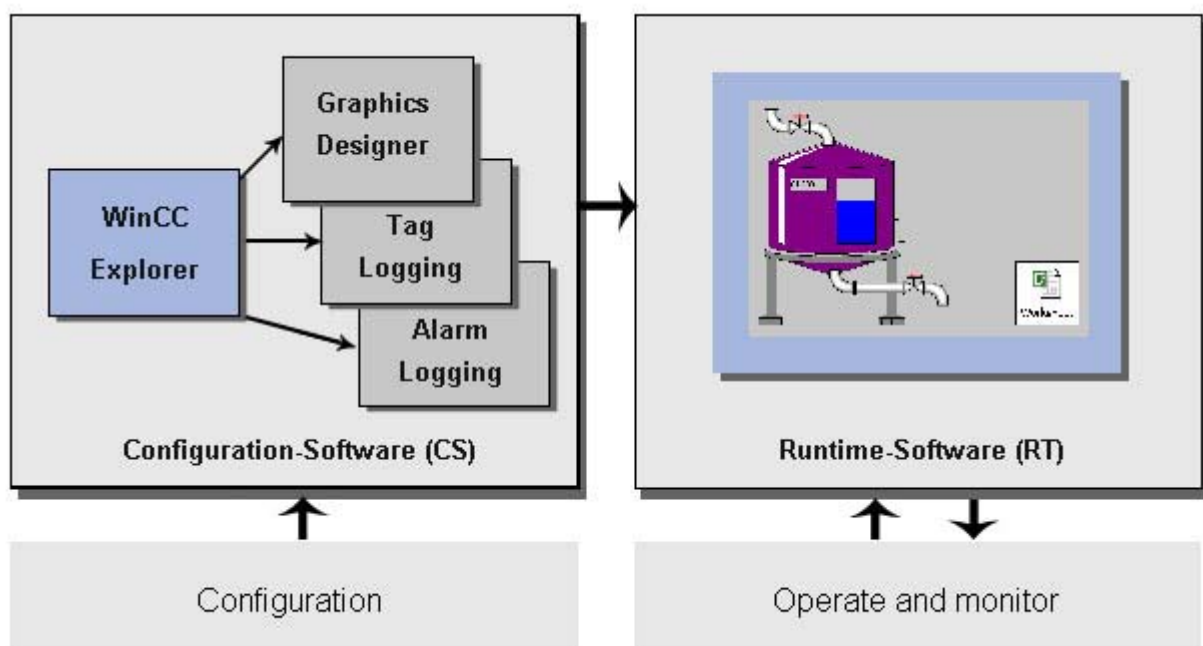 Graphics
Designer
WinCC
Explorer
Tag
Logging
Alarm
Logging
Configuration-Software (CS)
Runtime-Software (RT)
Configuration
Operate and monitor